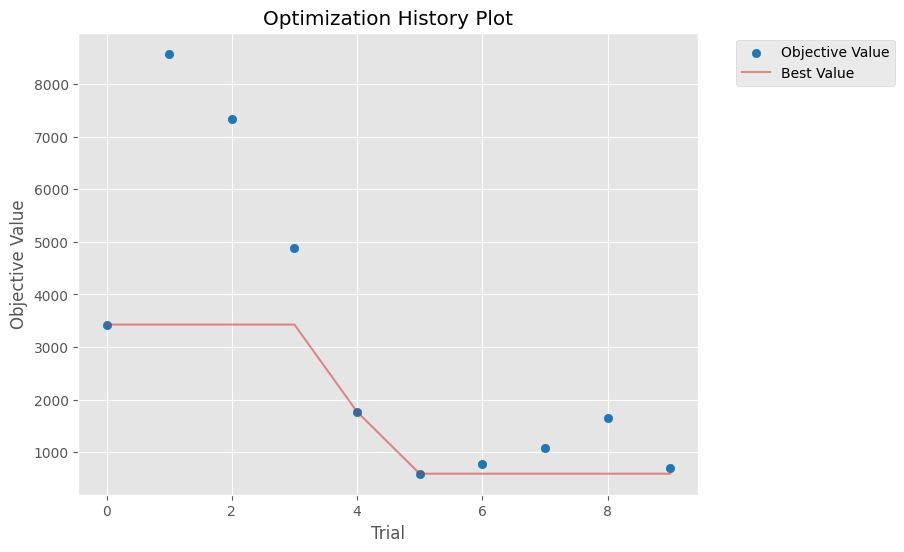 Optimization History Plot
Objective Value
Best Value
8000
7000
6000
5000
4000
3000
2000
1000
Objective Value
0
2
4
6
8
Trial